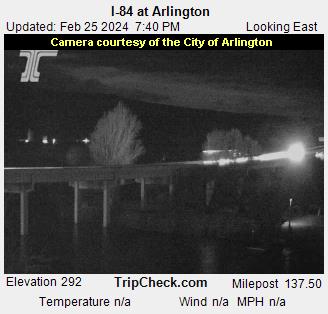 I-84 at Arlington
Updated: Feb 25 2024 7:40 PM Looking East
Camera courtesy of the City of Arlington
Elevation 292 TripCheck.com Milepost 137.50
Temperature n/a Wind n/a MPH n/a